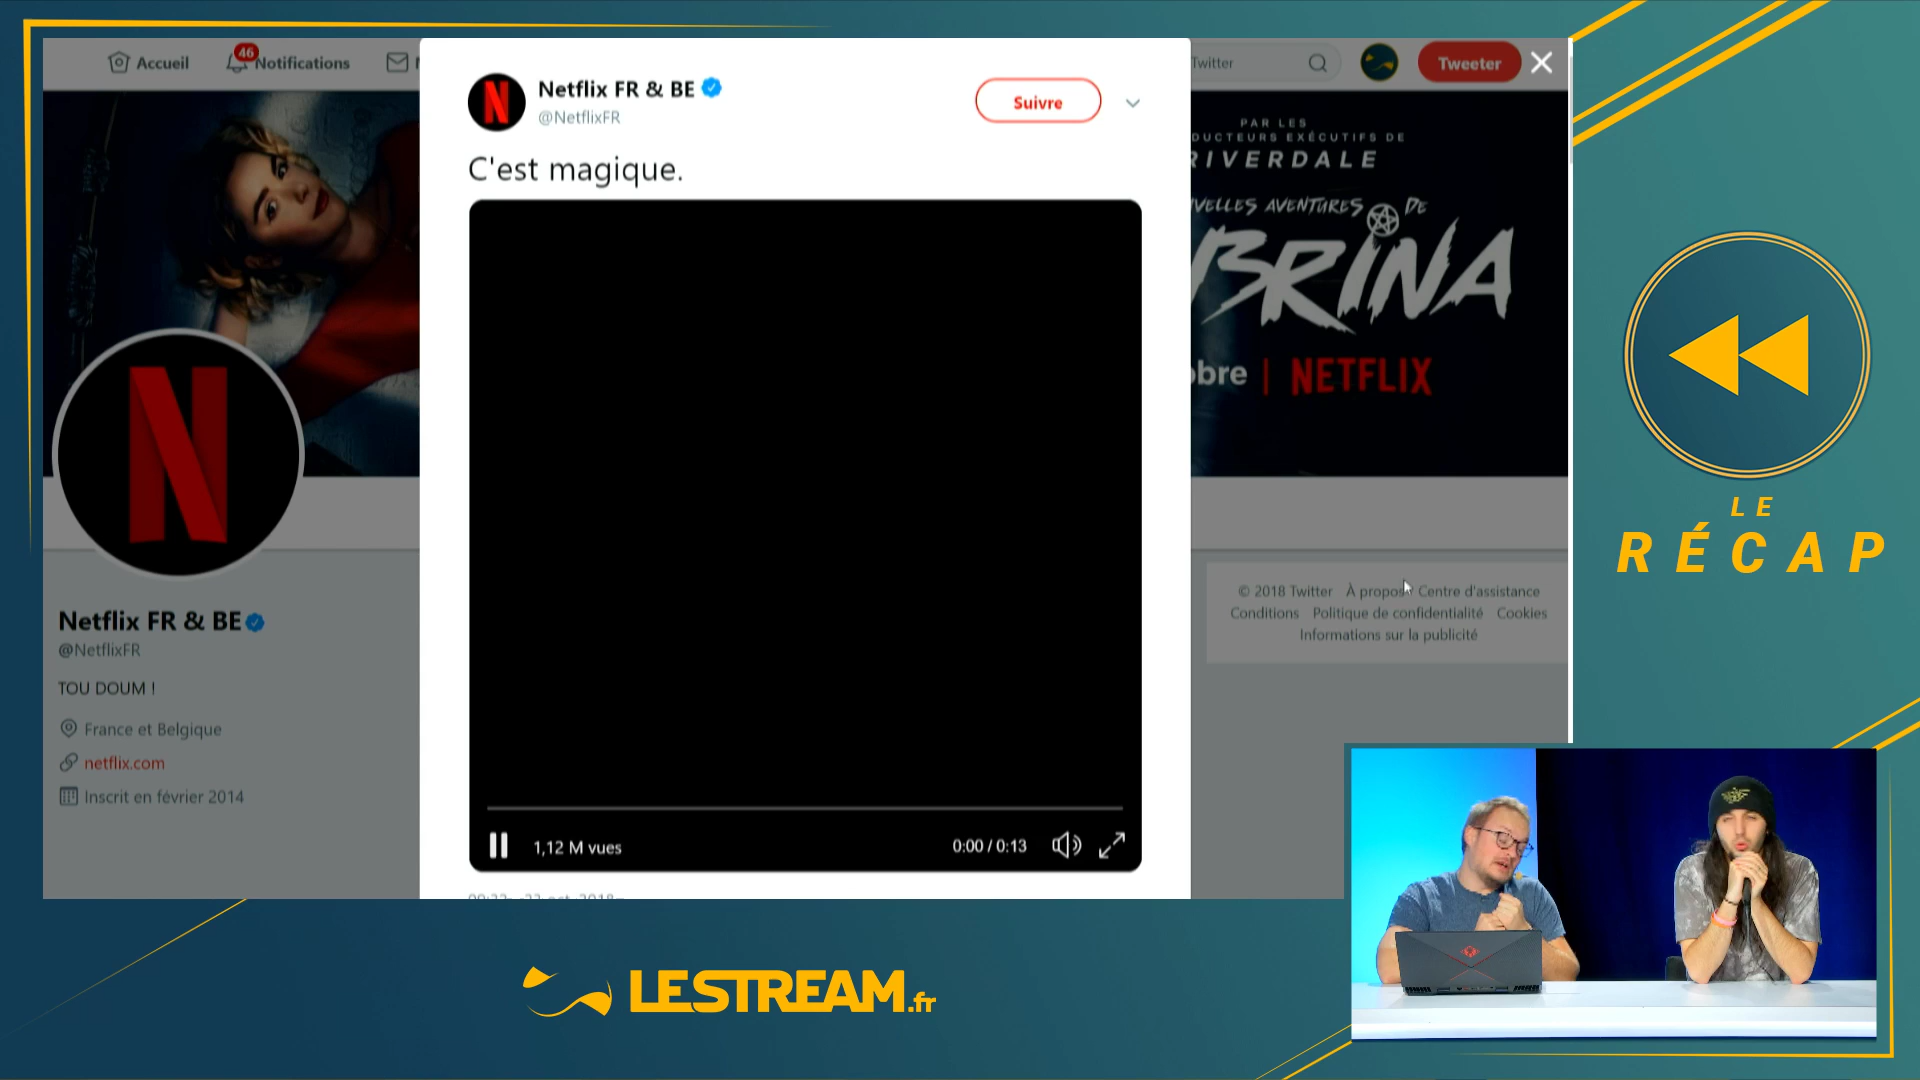 Accueil
46
Notifications
Twitter
Tweeter
Netflix FR & BE
@NetflixFR
Suivre
C'est magique.
PAR LES
DUCTEURS EXÉCUTIFS DE
RIVERDALE
VELLES AVENTURES DE
BRINA
obre | NETFLIX
1,12 M vues
0:00 / 0:13
Netflix FR & BE
@NetflixFR
TOU DOUM !
France et Belgique
netflix.com
Inscrit en février 2014
© 2018 Twitter À propos Centre d'assistance
Conditions Politique de confidentialité Cookies
Informations sur la publicité
LE
RÉCAP
LESTREAM.fr